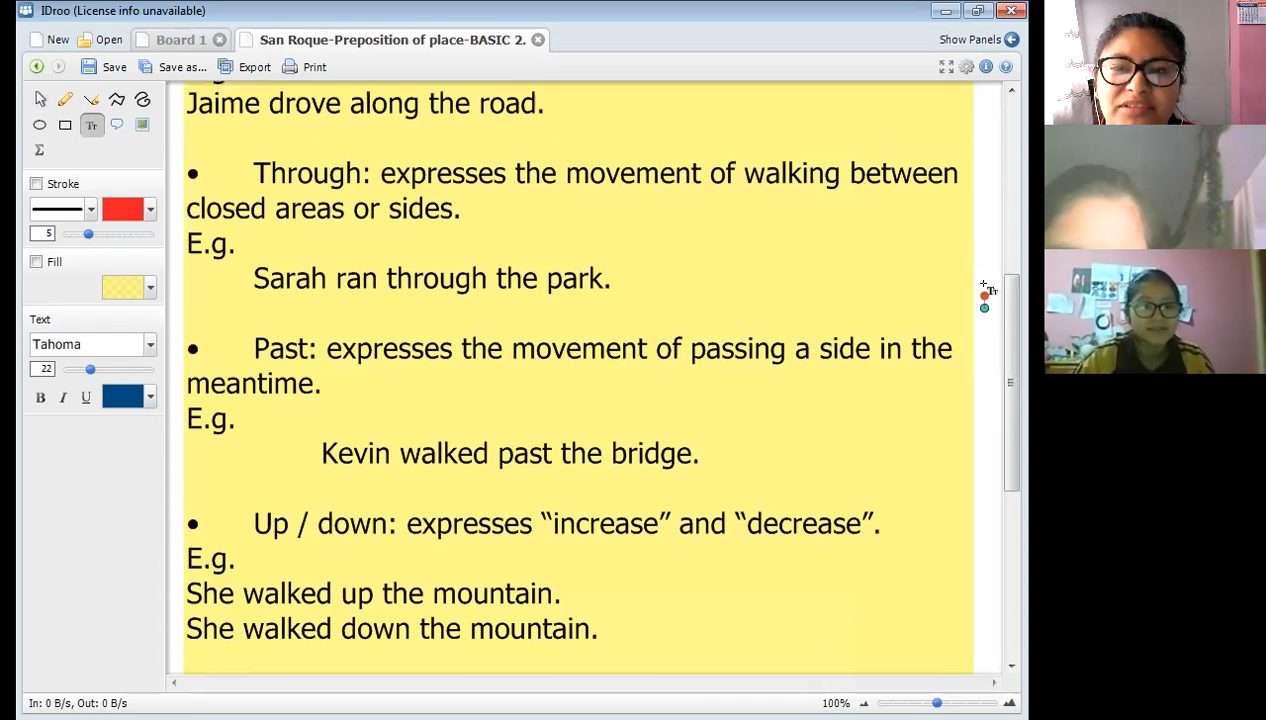 IDroo (License info unavailable)
New Open Board 1 San Roque-Preposition of place-BASIC 2. Show Panels
Save Save as... Export Print
Jaime drove along the road.
• Through: expresses the movement of walking between
closed areas or sides.
E.g.
Sarah ran through the park.
• Past: expresses the movement of passing a side in the
meantime.
E.g.
Kevin walked past the bridge.
• Up / down: expresses “increase” and “decrease”.
E.g.
She walked up the mountain.
She walked down the mountain.
Tr
Σ
Stroke
5
Fill
Text
Tahoma
22
B I U
Tr
In: 0 B/s, Out: 0 B/s 100%